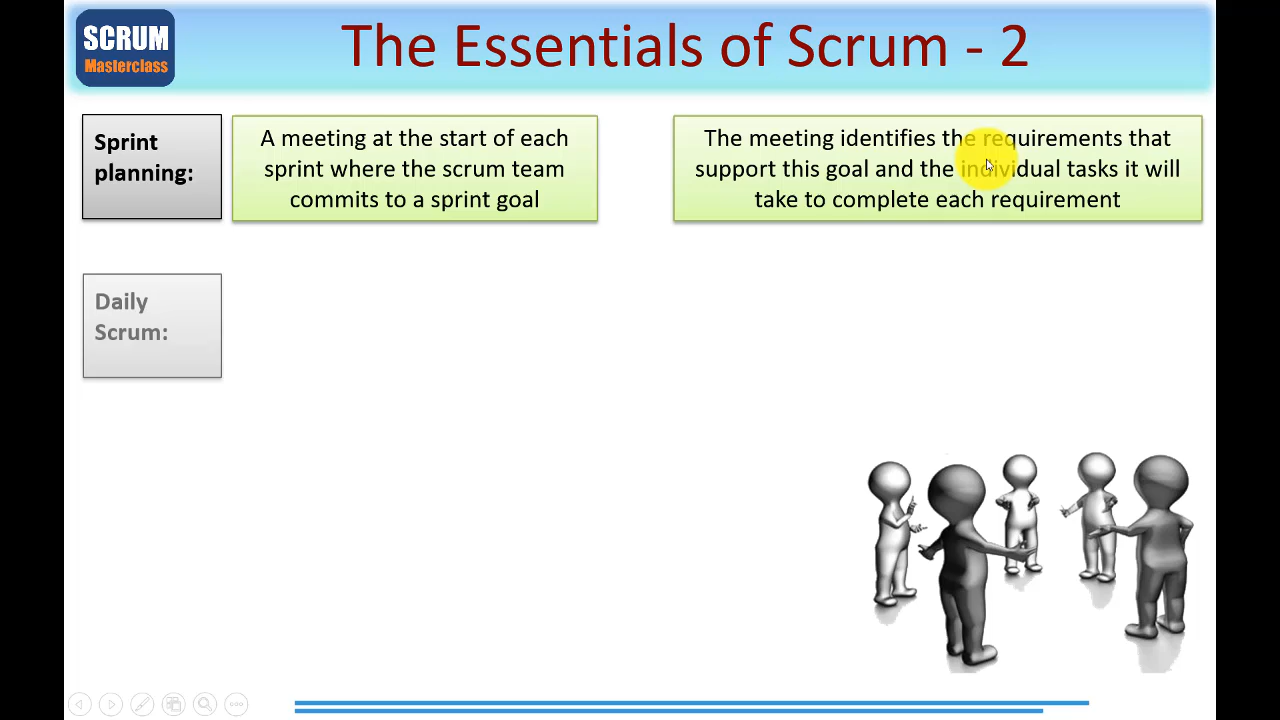 SCRUM
Masterclass
The Essentials of Scrum - 2
Sprint
planning:
A meeting at the start of each
sprint where the scrum team
commits to a sprint goal
The meeting identifies the requirements that
support this goal and the individual tasks it will
take to complete each requirement
Daily
Scrum: